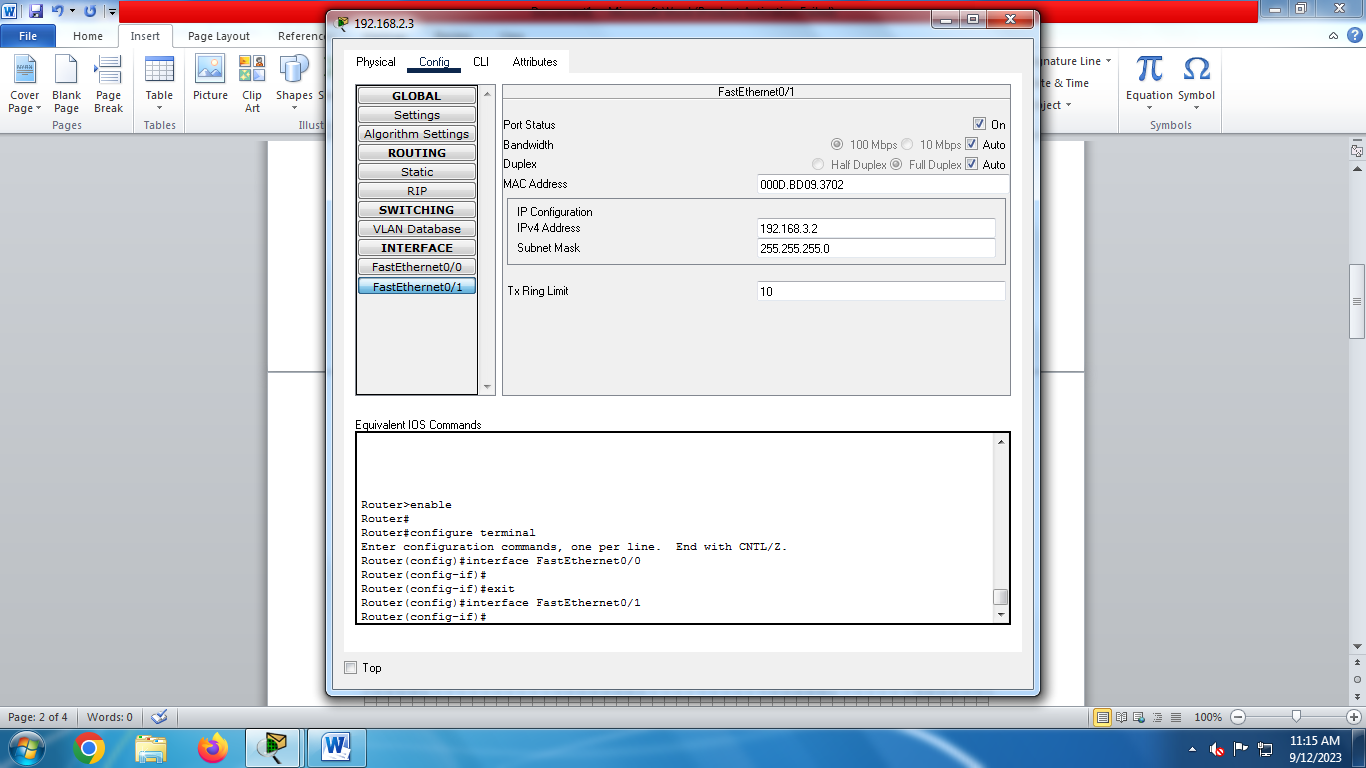 192.168.2.3
File Home Insert Page Layout Referenc
Physical Config CLI Attributes
Cover Page
Blank Page
Page Break
Pages
Table
Tables
Picture
Clip Art
Shapes
Illust
nature Line
te & Time
ject
Equation
Symbol
Symbols
GLOBAL
Settings
Algorithm Settings
ROUTING
Static
RIP
SWITCHING
VLAN Database
INTERFACE
FastEthernet0/0
FastEthernet0/1
FastEthernet0/1
Port Status On
Bandwidth 100 Mbps 10 Mbps Auto
Duplex Half Duplex Full Duplex Auto
MAC Address 000D.BD09.3702
IP Configuration
IPv4 Address 192.168.3.2
Subnet Mask 255.255.255.0
Tx Ring Limit 10
Equivalent IOS Commands
Router>enable
Router#
Router#configure terminal
Enter configuration commands, one per line.  End with CNTL/Z.
Router(config)#interface FastEthernet0/0
Router(config-if)#
Router(config-if)#exit
Router(config)#interface FastEthernet0/1
Router(config-if)#
Top
Page: 2 of 4 Words: 0 100%
11:15 AM
9/12/2023